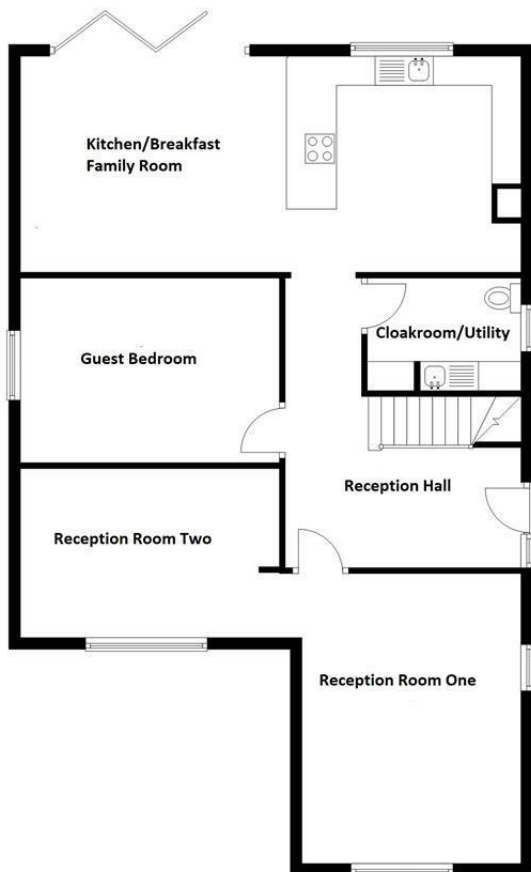 Kitchen/Breakfast
Family Room
Cloakroom/Utility
Guest Bedroom
Reception Hall
Reception Room Two
Reception Room One